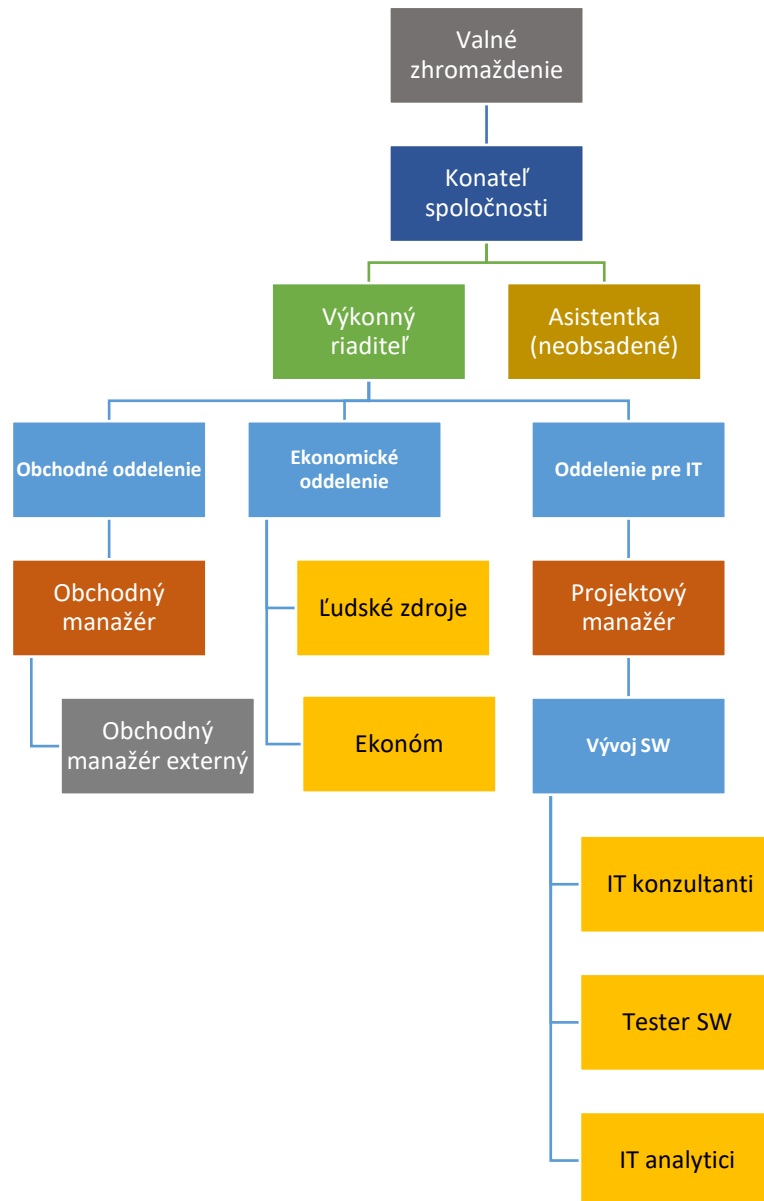 Valné
zhromaždenie
Konateľ
spoločnosti
Výkonný
riaditeľ
Asistentka
(neobsadené)
Obchodné oddelenie
Ekonomické
oddelenie
Oddelenie pre IT
Obchodný
manažér
Ľudské zdroje
Projektový
manažér
Obchodný
manažér externý
Ekonóm
Vývoj SW
IT konzultanti
Tester SW
IT analytici